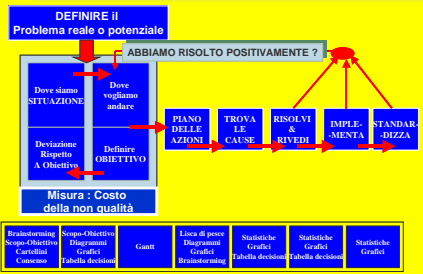 DEFINIRE il
Problema reale o potenziale
ABBIAMO RISOLTO POSITIVAMENTE ?
Dove siamo
SITUAZIONE
Dove
vogliamo
andare
Deviazione
Rispetto
A Obiettivo
Definire
OBIETTIVO
PIANO
DELLE
AZIONI
TROVA
LE
CAUSE
RISOLVI
&
RIVEDI
IMPLE-
-MENTA
STANDAR-
-DIZZA
Misura : Costo
della non qualità
Brainstorming
Scopo-Obiettivo
Cartellini
Consenso
Scopo-Obiettivo
Diagrammi
Grafici
Tabella decisioni
Gantt
Lisca di pesce
Diagrammi
Grafici
Brainstorming
Statistiche
Grafici
Tabella decisioni
Statistiche
Grafici
Tabella decisioni
Statistiche
Grafici